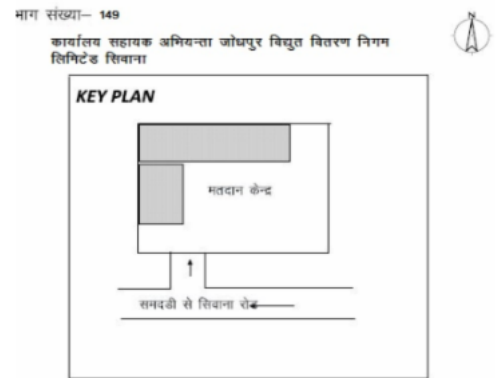 भाग संख्या– 149
N
कार्यालय सहायक अभियन्ता जोधपुर विद्युत वितरण निगम
लिमिटेड सिवाना
KEY PLAN
मतदान केन्द्र
समदडी से सिवाना रोड